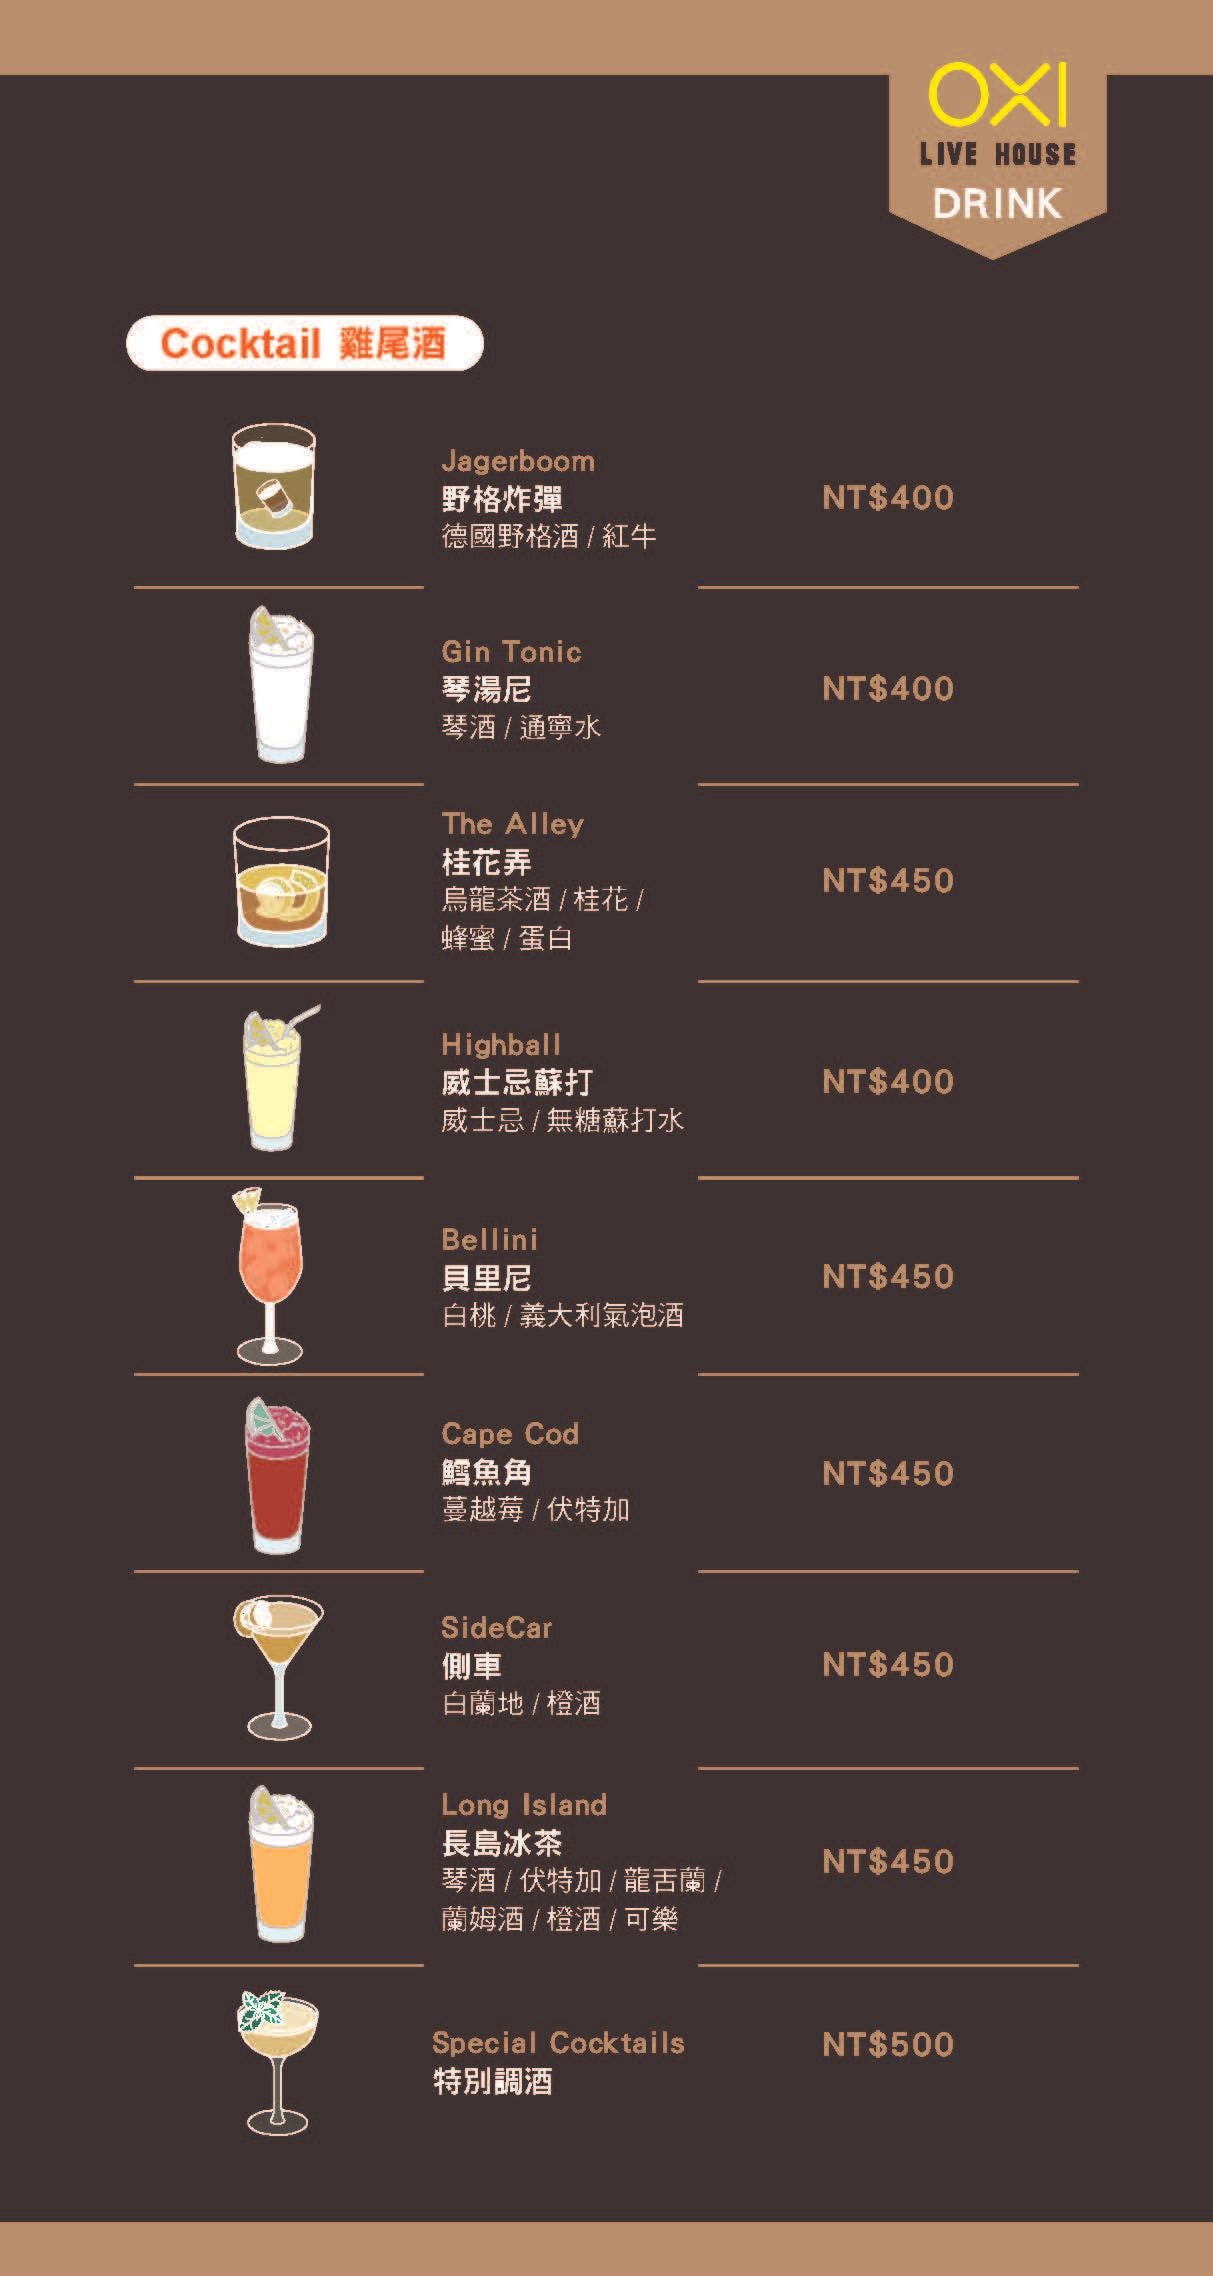 OXI
LIVE HOUSE
DRINK
Cocktail 雞尾酒
Jagerboom
野格炸彈
德國野格酒 / 紅牛
NT$400
Gin Tonic
琴湯尼
琴酒 / 通寧水
NT$400
The Alley
桂花弄
烏龍茶酒 / 桂花 /
蜂蜜 / 蛋白
NT$450
Highball
威士忌蘇打
威士忌 / 無糖蘇打水
NT$400
Bellini
貝里尼
白桃 / 義大利氣泡酒
NT$450
Cape Cod
鱈魚角
蔓越莓 / 伏特加
NT$450
SideCar
側車
白蘭地 / 橙酒
NT$450
Long Island
長島冰茶
琴酒 / 伏特加 / 龍舌蘭 /
蘭姆酒 / 橙酒 / 可樂
NT$450
Special Cocktails
特別調酒
NT$500